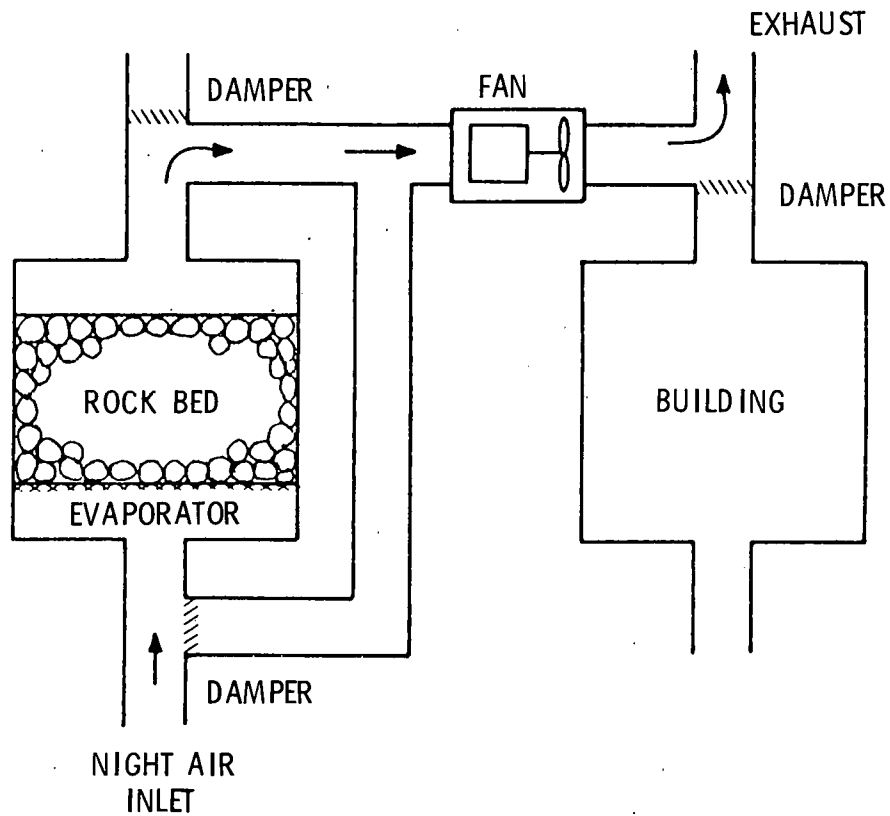 EXHAUST
DAMPER
FAN
DAMPER
ROCK BED
BUILDING
EVAPORATOR
DAMPER
NIGHT AIR
INLET